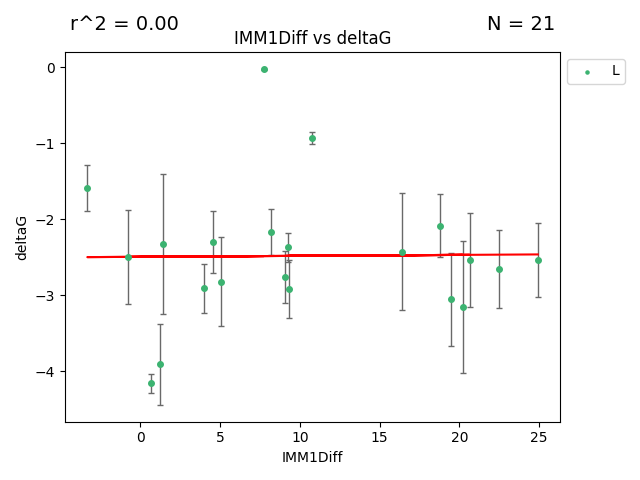 r^2 = 0.00
N = 21
IMM1Diff vs deltaG
L
0
−1
−2
−3
−4
deltaG
0
5
10
15
20
25
IMM1Diff